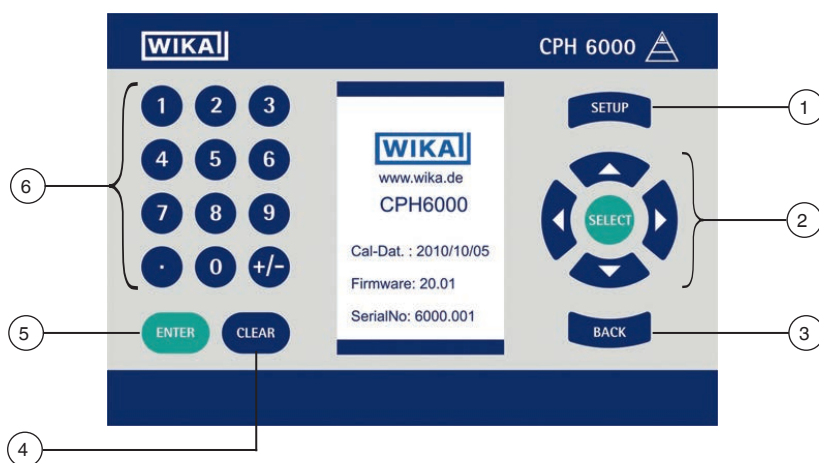 WIKAI
CPH 6000
1 2 3
4 5 6
7 8 9
. 0 +/-
ENTER CLEAR
WIKAI
www.wika.de
CPH6000
Cal-Dat. : 2010/10/05
Firmware: 20.01
SerialNo: 6000.001
SETUP
SELECT
BACK
1
2
3
4
5
6